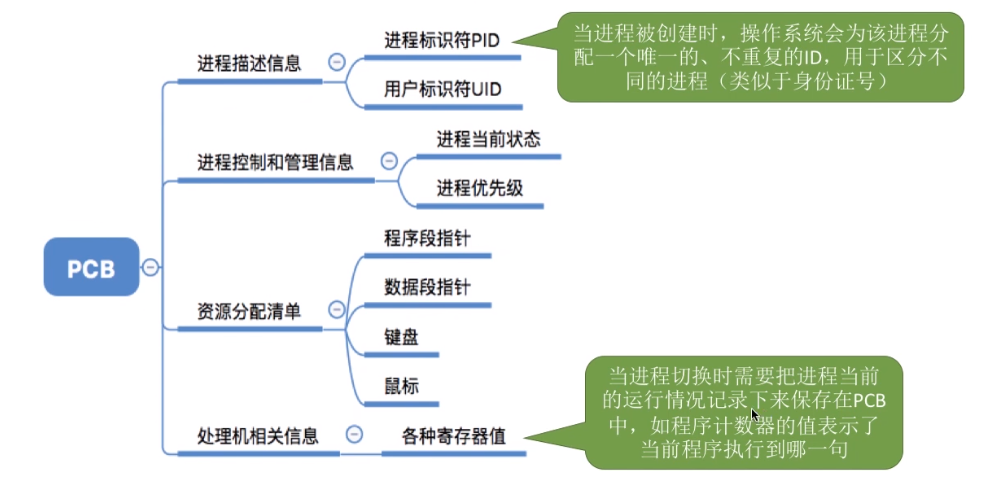 进程标识符PID
当进程被创建时，操作系统会为该进程分
配一个唯一的、不重复的ID，用于区分不
同的进程（类似于身份证号）
进程描述信息
用户标识符UID
进程当前状态
进程控制和管理信息
进程优先级
PCB
程序段指针
数据段指针
资源分配清单
键盘
鼠标
处理机相关信息
各种寄存器值
当进程切换时需要把进程当前
的运行情况记录下来保存在PCB
中，如程序计数器的值表示了
当前程序执行到哪一句